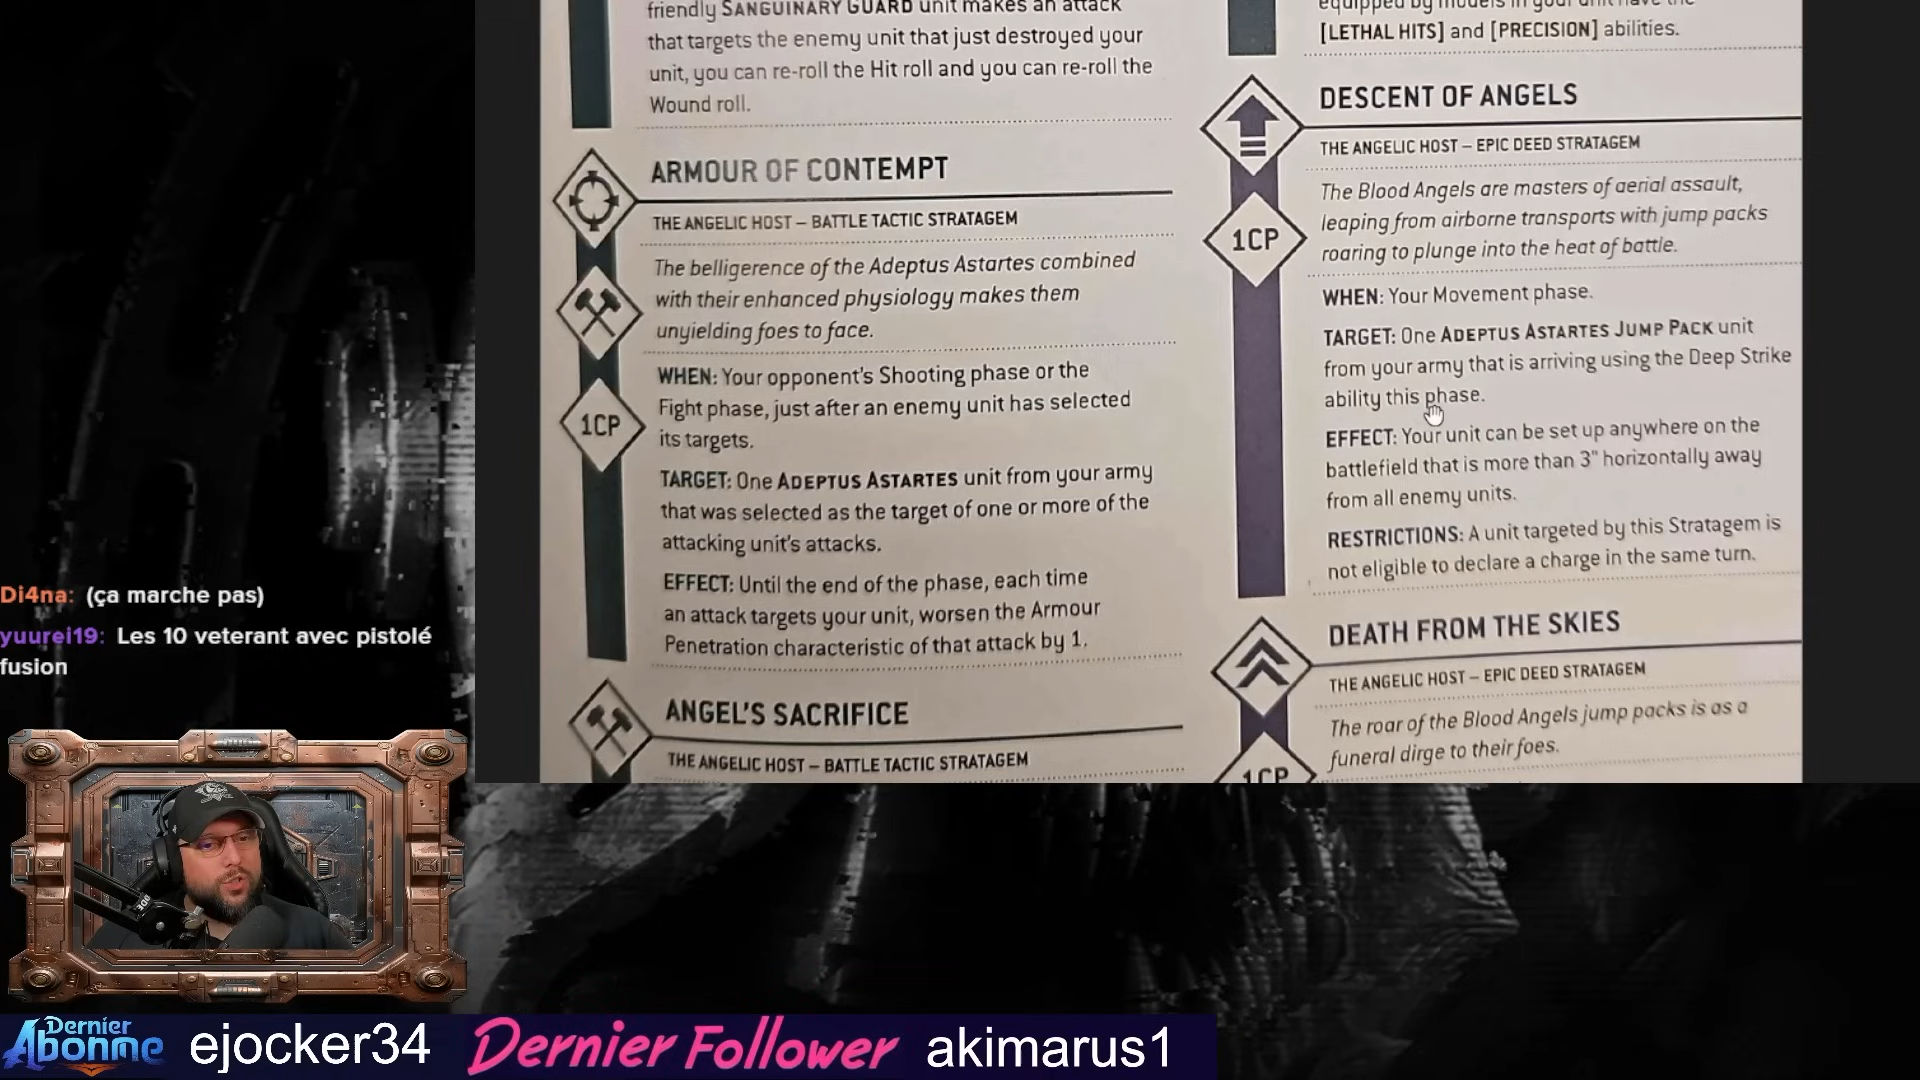 friendly SANGUINARY GUARD unit makes an attack
that targets the enemy unit that just destroyed your
unit, you can re-roll the Hit roll and you can re-roll the
Wound roll.
ARMOUR OF CONTEMPT
THE ANGELIC HOST – BATTLE TACTIC STRATAGEM
The belligerence of the Adeptus Astartes combined
with their enhanced physiology makes them
unyielding foes to face.
1CP
WHEN: Your opponent's Shooting phase or the
Fight phase, just after an enemy unit has selected
its targets.
TARGET: One ADEPTUS ASTARTES unit from your army
that was selected as the target of one or more of the
attacking unit's attacks.
EFFECT: Until the end of the phase, each time
an attack targets your unit, worsen the Armour
Penetration characteristic of that attack by 1.
ANGEL'S SACRIFICE
THE ANGELIC HOST – BATTLE TACTIC STRATAGEM
equipped by models in your unit have the
[LETHAL HITS] and [PRECISION] abilities.
DESCENT OF ANGELS
THE ANGELIC HOST – EPIC DEED STRATAGEM
The Blood Angels are masters of aerial assault,
leaping from airborne transports with jump packs
roaring to plunge into the heat of battle.
1CP
WHEN: Your Movement phase.
TARGET: One ADEPTUS ASTARTES JUMP PACK unit
from your army that is arriving using the Deep Strike
ability this phase.
EFFECT: Your unit can be set up anywhere on the
battlefield that is more than 3" horizontally away
from all enemy units.
RESTRICTIONS: A unit targeted by this Stratagem is
not eligible to declare a charge in the same turn.
DEATH FROM THE SKIES
THE ANGELIC HOST – EPIC DEED STRATAGEM
The roar of the Blood Angels jump packs is as a
funeral dirge to their foes.
1CP
Di4na: (ça marche pas)
yuurei19: Les 10 veterant avec pistolé
fusion
Dernier
Abonné
ejocker34
Dernier Follower
akimarus1